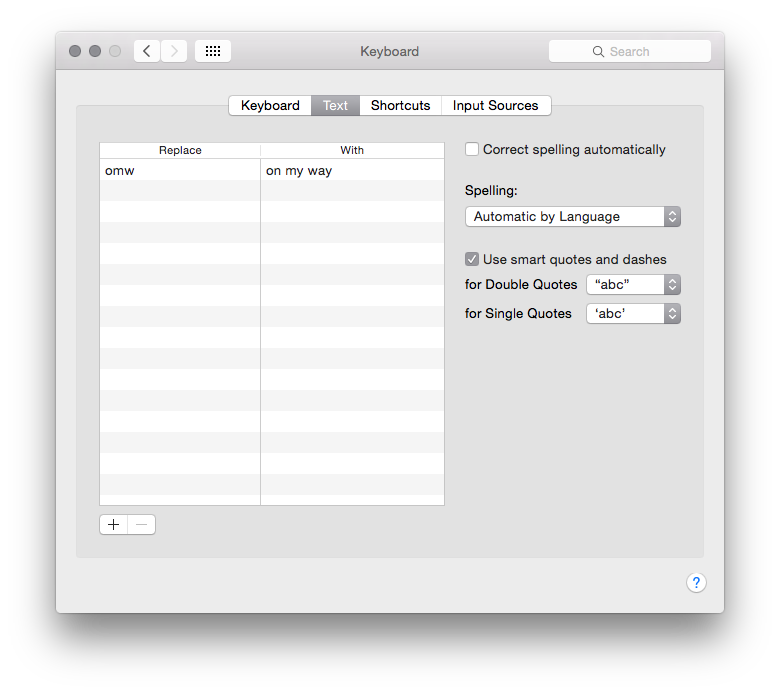 Keyboard
Search
Keyboard Text Shortcuts Input Sources
Replace With
omw on my way
Correct spelling automatically
Spelling:
Automatic by Language
Use smart quotes and dashes
for Double Quotes “abc”
for Single Quotes ‘abc’
+ −
?